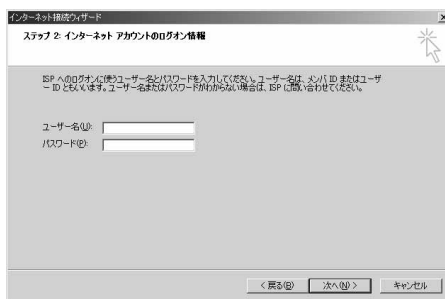 インターネット接続ウィザード
ステップ 2: インターネット アカウントのログオン情報
ISP へのログオンに使うユーザー名とパスワードを入力してください。ユーザー名は、メンバ ID またはユーザ
ー ID ともいいます。ユーザー名またはパスワードがわからない場合は、ISP に問い合わせてください。
ユーザー名(U):
パスワード(P):
< 戻る(B)
次へ(N) >
キャンセル